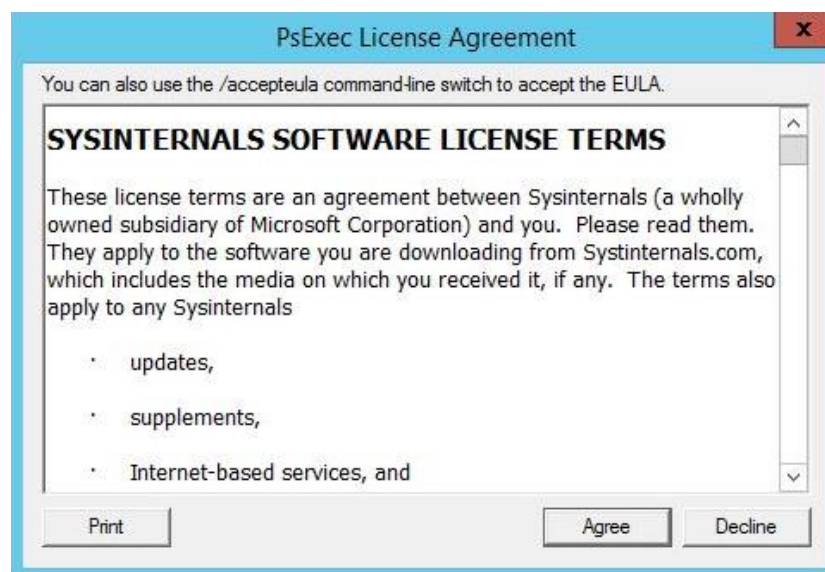 PsExec License Agreement
x
You can also use the /accepteula command-line switch to accept the EULA.
SYSINTERNALS SOFTWARE LICENSE TERMS
These license terms are an agreement between Sysinternals (a wholly
owned subsidiary of Microsoft Corporation) and you.  Please read them.
They apply to the software you are downloading from Systinternals.com,
which includes the media on which you received it, if any.  The terms also
apply to any Sysinternals
· updates,
· supplements,
· Internet-based services, and
Print
Agree
Decline